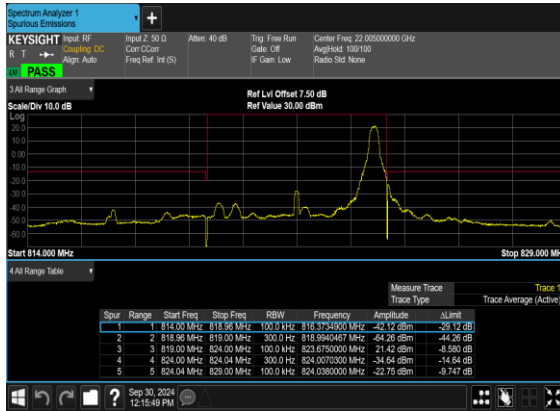 Spectrum Analyzer 1
Spurious Emissions
KEYSIGHT Input: RF Input Z: 50 Ω Atten: 40 dB Trig: Free Run Center Freq: 22.005000000 GHz
R T Coupling: DC Corr CCorr Gate: Off Avg|Hold: 100/100
Align: Auto Freq Ref: Int (S) IF Gain: Low Radio Std: None
LV PASS
3 All Range Graph
Ref Lvl Offset 7.50 dB
Scale/Div 10.0 dB Ref Value 30.00 dBm
Log
20.0
10.0
0.00
-10.0
-20.0
-30.0
-40.0
-50.0
-60.0
Start 814.000 MHz Stop 829.000 MH
4 All Range Table
Measure Trace Trace 1
Trace Type Trace Average (Active)
Spur Range Start Freq Stop Freq RBW Frequency Amplitude ΔLimit
1 1 814.00 MHz 818.96 MHz 100.0 kHz 816.3734900 MHz -42.12 dBm -29.12 dB
2 2 818.96 MHz 819.00 MHz 300.0 Hz 818.9940467 MHz -64.26 dBm -44.26 dB
3 3 819.00 MHz 824.00 MHz 100.0 kHz 823.6750000 MHz 21.42 dBm -8.580 dB
4 4 824.00 MHz 824.04 MHz 300.0 Hz 824.0070300 MHz -34.64 dBm -14.64 dB
5 5 824.04 MHz 829.00 MHz 100.0 kHz 824.0380000 MHz -22.75 dBm -9.747 dB
? Sep 30, 2024
12:15:49 PM